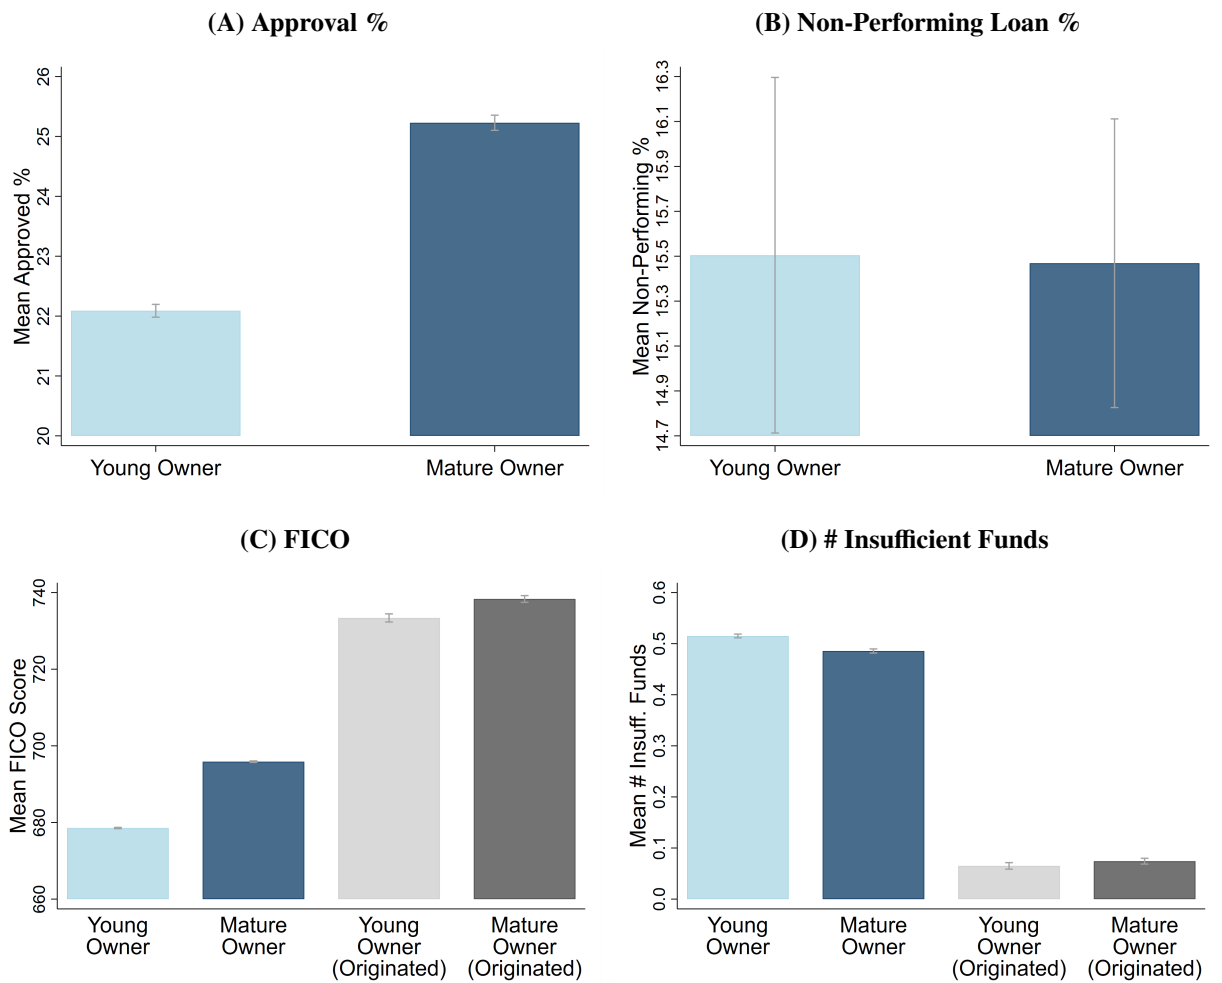 (A) Approval %
Mean Approved %
26
25
24
23
22
21
20
Young Owner
Mature Owner
(B) Non-Performing Loan %
Mean Non-Performing %
16.3
16.1
15.9
15.7
15.5
15.3
15.1
14.9
14.7
Young Owner
Mature Owner
(C) FICO
Mean FICO Score
740
720
700
680
660
Young
Owner
Mature
Owner
Young
Owner
(Originated)
Mature
Owner
(Originated)
(D) # Insufficient Funds
Mean # Insuff. Funds
0.6
0.5
0.4
0.3
0.2
0.1
0.0
Young
Owner
Mature
Owner
Young
Owner
(Originated)
Mature
Owner
(Originated)